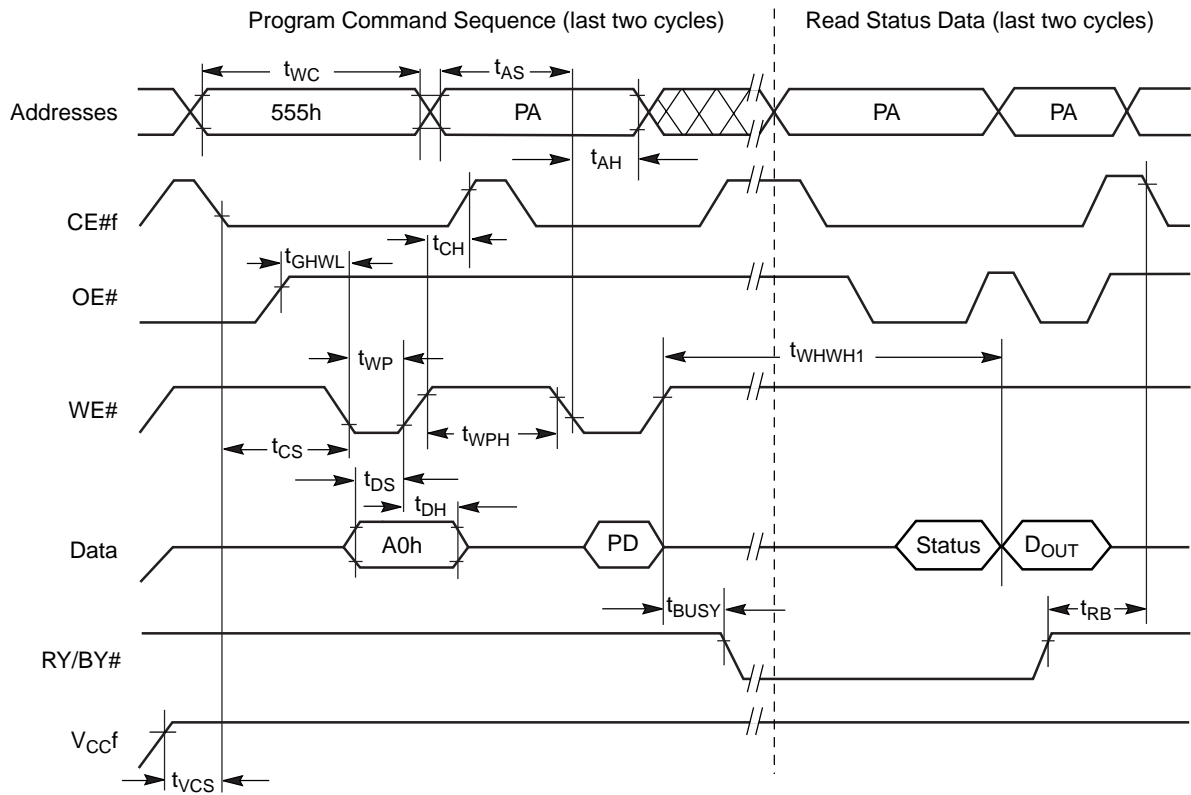 Program Command Sequence (last two cycles)
Read Status Data (last two cycles)
tWC
tAS
Addresses
555h
PA
PA
PA
tAH
CE#f
tCH
tGHWL
OE#
tWP
tWHWH1
WE#
tCS
tWPH
tDS
tDH
Data
A0h
PD
Status
DOUT
tBUSY
tRB
RY/BY#
VCCf
tVCS